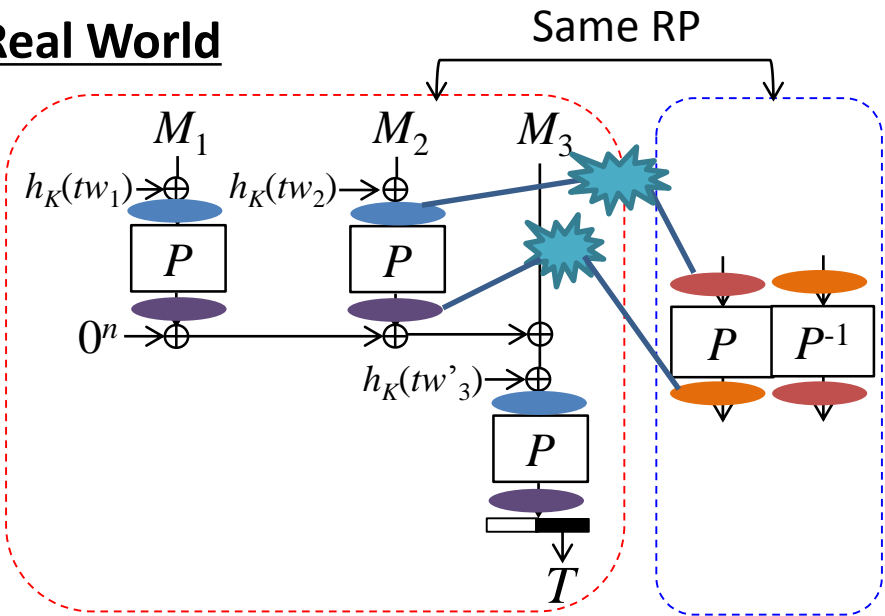 Real World
Same RP
M1 M2 M3
hK(tw1) hK(tw2)
P P
0n
P P-1
hK(tw’3)
P
T